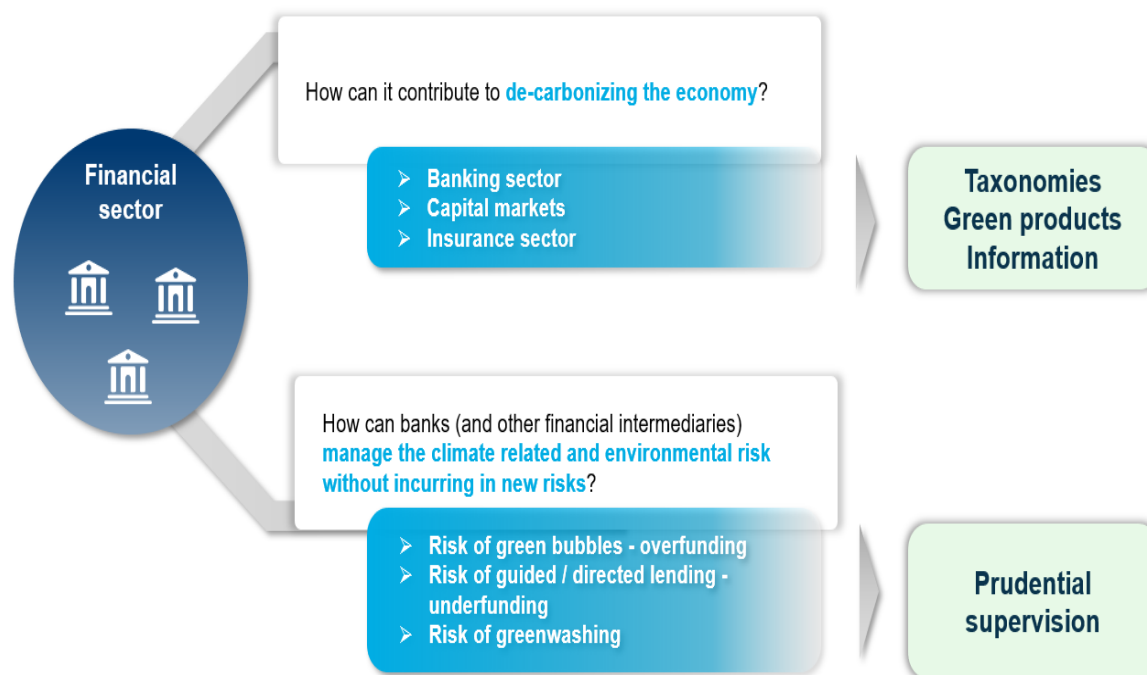 Financial
sector
How can it contribute to de-carbonizing the economy?
➢ Banking sector
➢ Capital markets
➢ Insurance sector
Taxonomies
Green products
Information
How can banks (and other financial intermediaries)
manage the climate related and environmental risk
without incurring in new risks?
➢ Risk of green bubbles - overfunding
➢ Risk of guided / directed lending -
underfunding
➢ Risk of greenwashing
Prudential
supervision